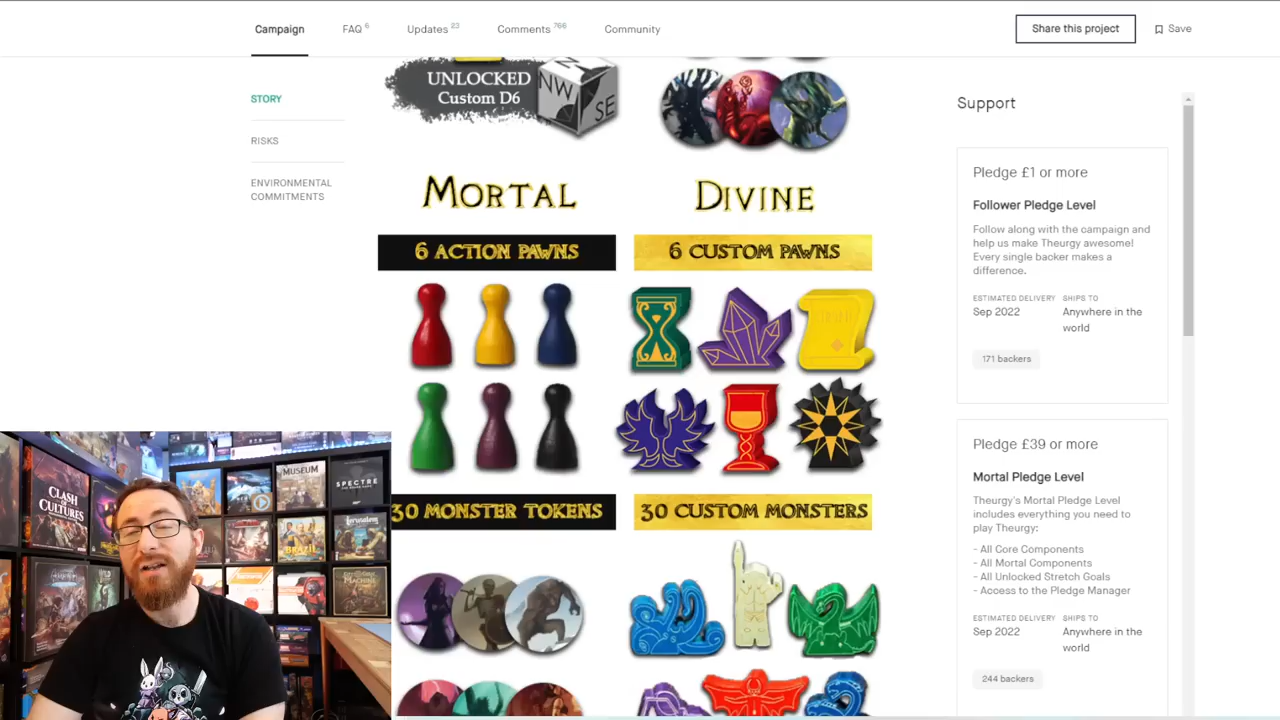 Campaign
FAQ 6
Updates 23
Comments 766
Community
Share this project
Save
STORY
RISKS
ENVIRONMENTAL
COMMITMENTS
UNLOCKED
Custom D6
N
NW
SE
MORTAL
DIVINE
6 ACTION PAWNS
6 CUSTOM PAWNS
30 MONSTER TOKENS
30 CUSTOM MONSTERS
Support
Pledge £1 or more
Follower Pledge Level
Follow along with the campaign and
help us make Theurgy awesome!
Every single backer makes a
difference.
ESTIMATED DELIVERY
Sep 2022
SHIPS TO
Anywhere in the
world
171 backers
Pledge £39 or more
Mortal Pledge Level
Theurgy's Mortal Pledge Level
includes everything you need to
play Theurgy:
- All Core Components
- All Mortal Components
- All Unlocked Stretch Goals
- Access to the Pledge Manager
ESTIMATED DELIVERY
Sep 2022
SHIPS TO
Anywhere in the
world
244 backers
CLASH
OF
CULTURES
MUSEUM
SPECTRE
BRAZIL
MACHINE